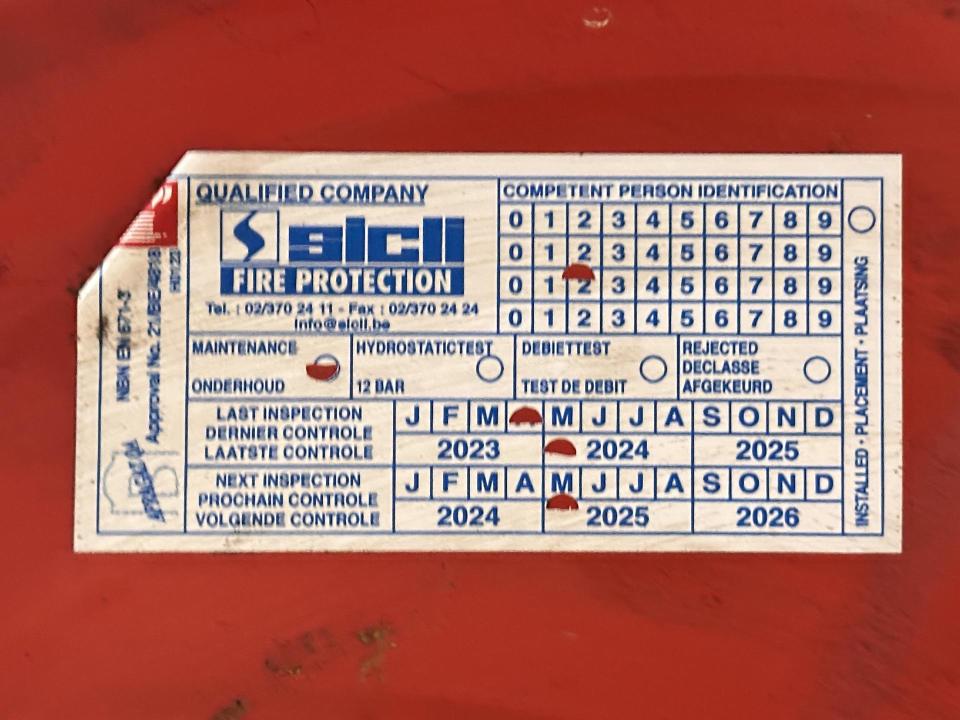 QUALIFIED COMPANY
sicli
FIRE PROTECTION
Tel. : 02/370 24 11 - Fax : 02/370 24 24
info@sicli.be
COMPETENT PERSON IDENTIFICATION
0 1 2 3 4 5 6 7 8 9
0 1 2 3 4 5 6 7 8 9
0 1 2 3 4 5 6 7 8 9
0 1 2 3 4 5 6 7 8 9
MAINTENANCE
ONDERHOUD
HYDROSTATICTEST
12 BAR
DEBIETTEST
TEST DE DEBIT
REJECTED
DECLASSE
AFGEKEURD
LAST INSPECTION
DERNIER CONTROLE
LAATSTE CONTROLE
J F M M J J A S O N D
2023 2024 2025
NEXT INSPECTION
PROCHAIN CONTROLE
VOLGENDE CONTROLE
J F M A M J J A S O N D
2024 2025 2026
INSTALLED • PLACEMENT • PLAATSING
NBN EN 671-3
Approval No.